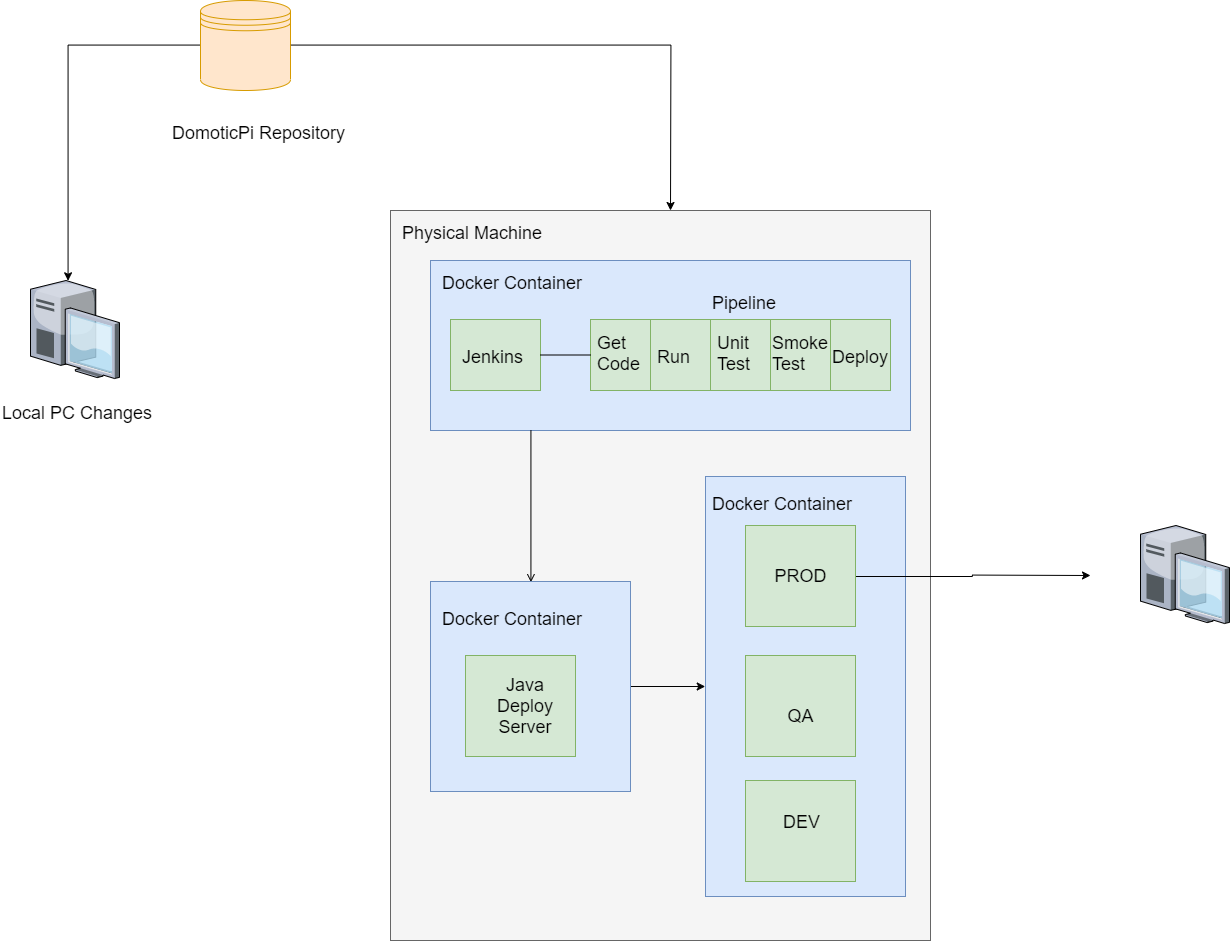 DomoticPi Repository
Physical Machine
Docker Container
Pipeline
Jenkins
Get
Code
Run
Unit
Test
Smoke
Test
Deploy
Local PC Changes
Docker Container
PROD
QA
DEV
Docker Container
Java
Deploy
Server